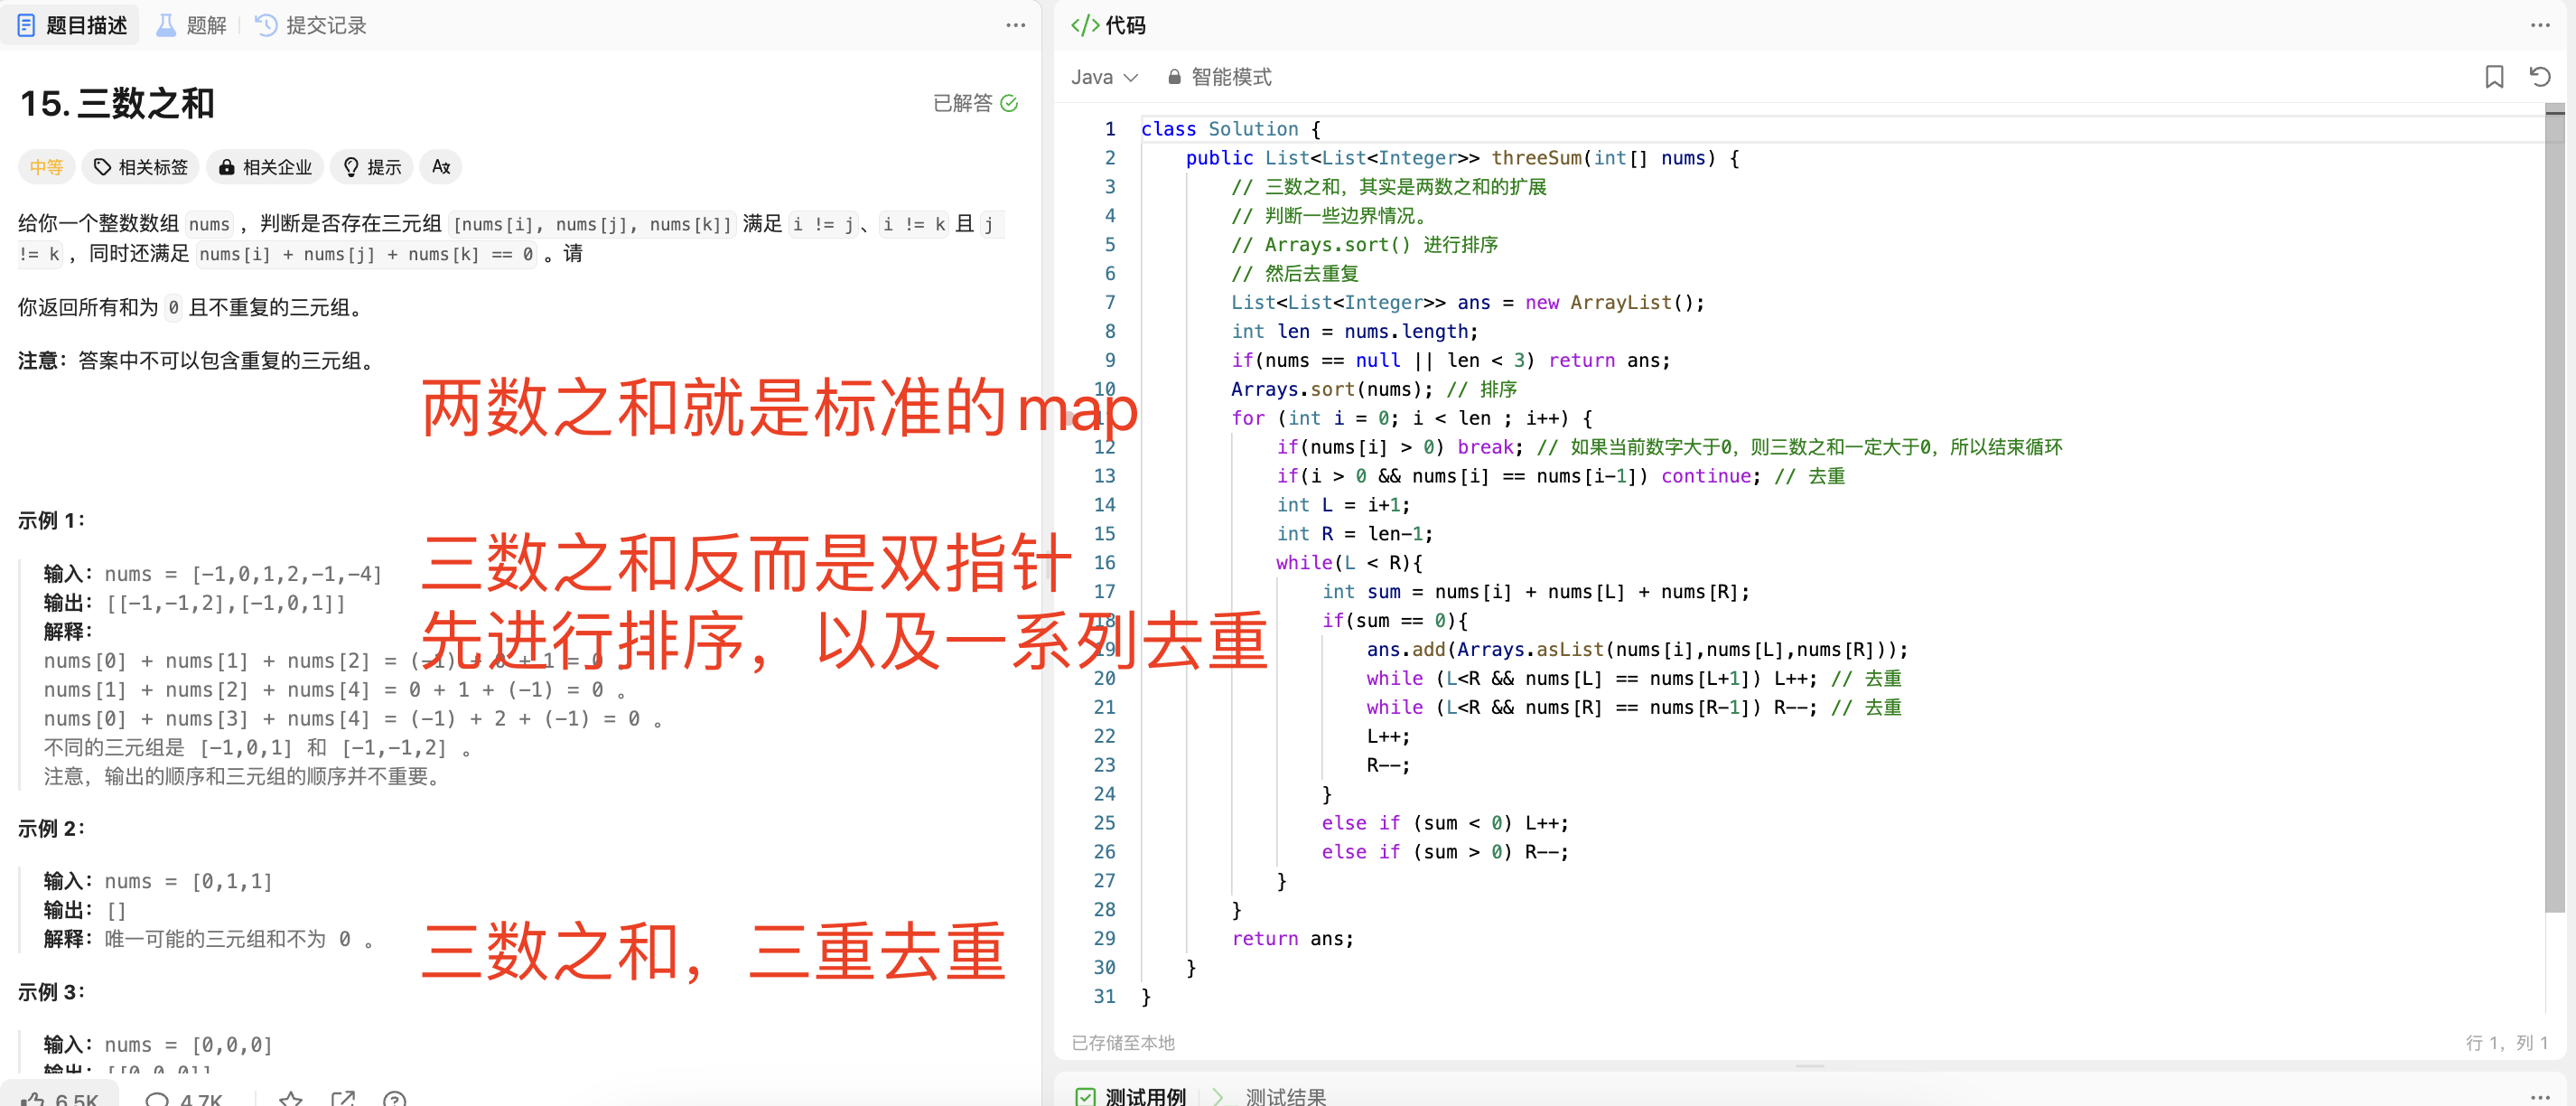 题目描述
题解
提交记录
15. 三数之和
已解答
中等
相关标签
相关企业
提示
给你一个整数数组 nums ，判断是否存在三元组 [nums[i], nums[j], nums[k]] 满足 i != j、i != k 且 j
!= k ，同时还满足 nums[i] + nums[j] + nums[k] == 0 。请
你返回所有和为 0 且不重复的三元组。
注意：答案中不可以包含重复的三元组。
两数之和就是标准的map
示例 1：
三数之和反而是双指针
输入：nums = [-1,0,1,2,-1,-4]
输出：[[-1,-1,2],[-1,0,1]]
解释：
先进行排序，以及一系列去重
nums[0] + nums[1] + nums[2] = (-1) + 0 + 1 = 0
nums[1] + nums[2] + nums[4] = 0 + 1 + (-1) = 0 。
nums[0] + nums[3] + nums[4] = (-1) + 2 + (-1) = 0 。
不同的三元组是 [-1,0,1] 和 [-1,-1,2] 。
注意，输出的顺序和三元组的顺序并不重要。
示例 2：
输入：nums = [0,1,1]
输出：[]
解释：唯一可能的三元组和不为 0 。
三数之和，三重去重
示例 3：
输入：nums = [0,0,0]
输出：[[0,0,0]]
6.5K
4.7K
代码
Java
智能模式
1 class Solution {
2 public List<List<Integer>> threeSum(int[] nums) {
3 // 三数之和，其实是两数之和的扩展
4 // 判断一些边界情况。
5 // Arrays.sort() 进行排序
6 // 然后去重复
7 List<List<Integer>> ans = new ArrayList();
8 int len = nums.length;
9 if(nums == null || len < 3) return ans;
10 Arrays.sort(nums); // 排序
11 for (int i = 0; i < len ; i++) {
12 if(nums[i] > 0) break; // 如果当前数字大于0，则三数之和一定大于0，所以结束循环
13 if(i > 0 && nums[i] == nums[i-1]) continue; // 去重
14 int L = i+1;
15 int R = len-1;
16 while(L < R){
17 int sum = nums[i] + nums[L] + nums[R];
18 if(sum == 0){
19 ans.add(Arrays.asList(nums[i],nums[L],nums[R]));
20 while (L<R && nums[L] == nums[L+1]) L++; // 去重
21 while (L<R && nums[R] == nums[R-1]) R--; // 去重
22 L++;
23 R--;
24 }
25 else if (sum < 0) L++;
26 else if (sum > 0) R--;
27 }
28 }
29 return ans;
30 }
31 }
已存储至本地
行 1，列 1
测试用例
测试结果